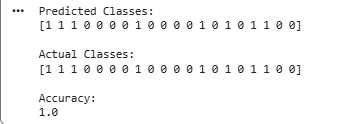 ••• Predicted Classes:
[1 1 1 0 0 0 0 1 0 0 0 0 1 0 1 0 1 1 0 0]
Actual Classes:
[1 1 1 0 0 0 0 1 0 0 0 0 1 0 1 0 1 1 0 0]
Accuracy:
1.0